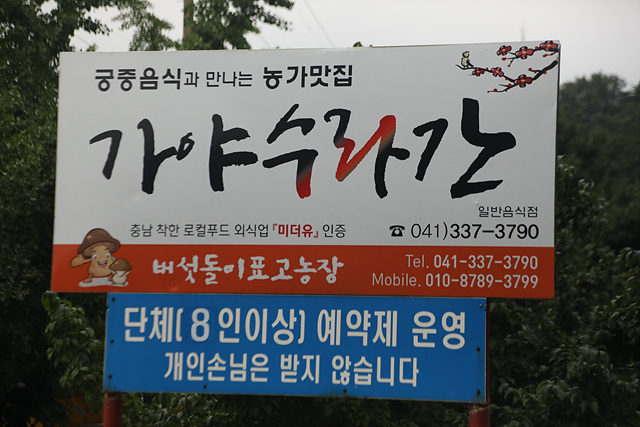 궁중음식과 만나는 농가맛집
가야수라간
일반음식점
충남 착한 로컬푸드 외식업 『미더유』 인증
☎ 041)337-3790
버섯돌이표고농장
Tel. 041-337-3790
Mobile. 010-8789-3799
단체(8인이상) 예약제 운영
개인손님은 받지 않습니다